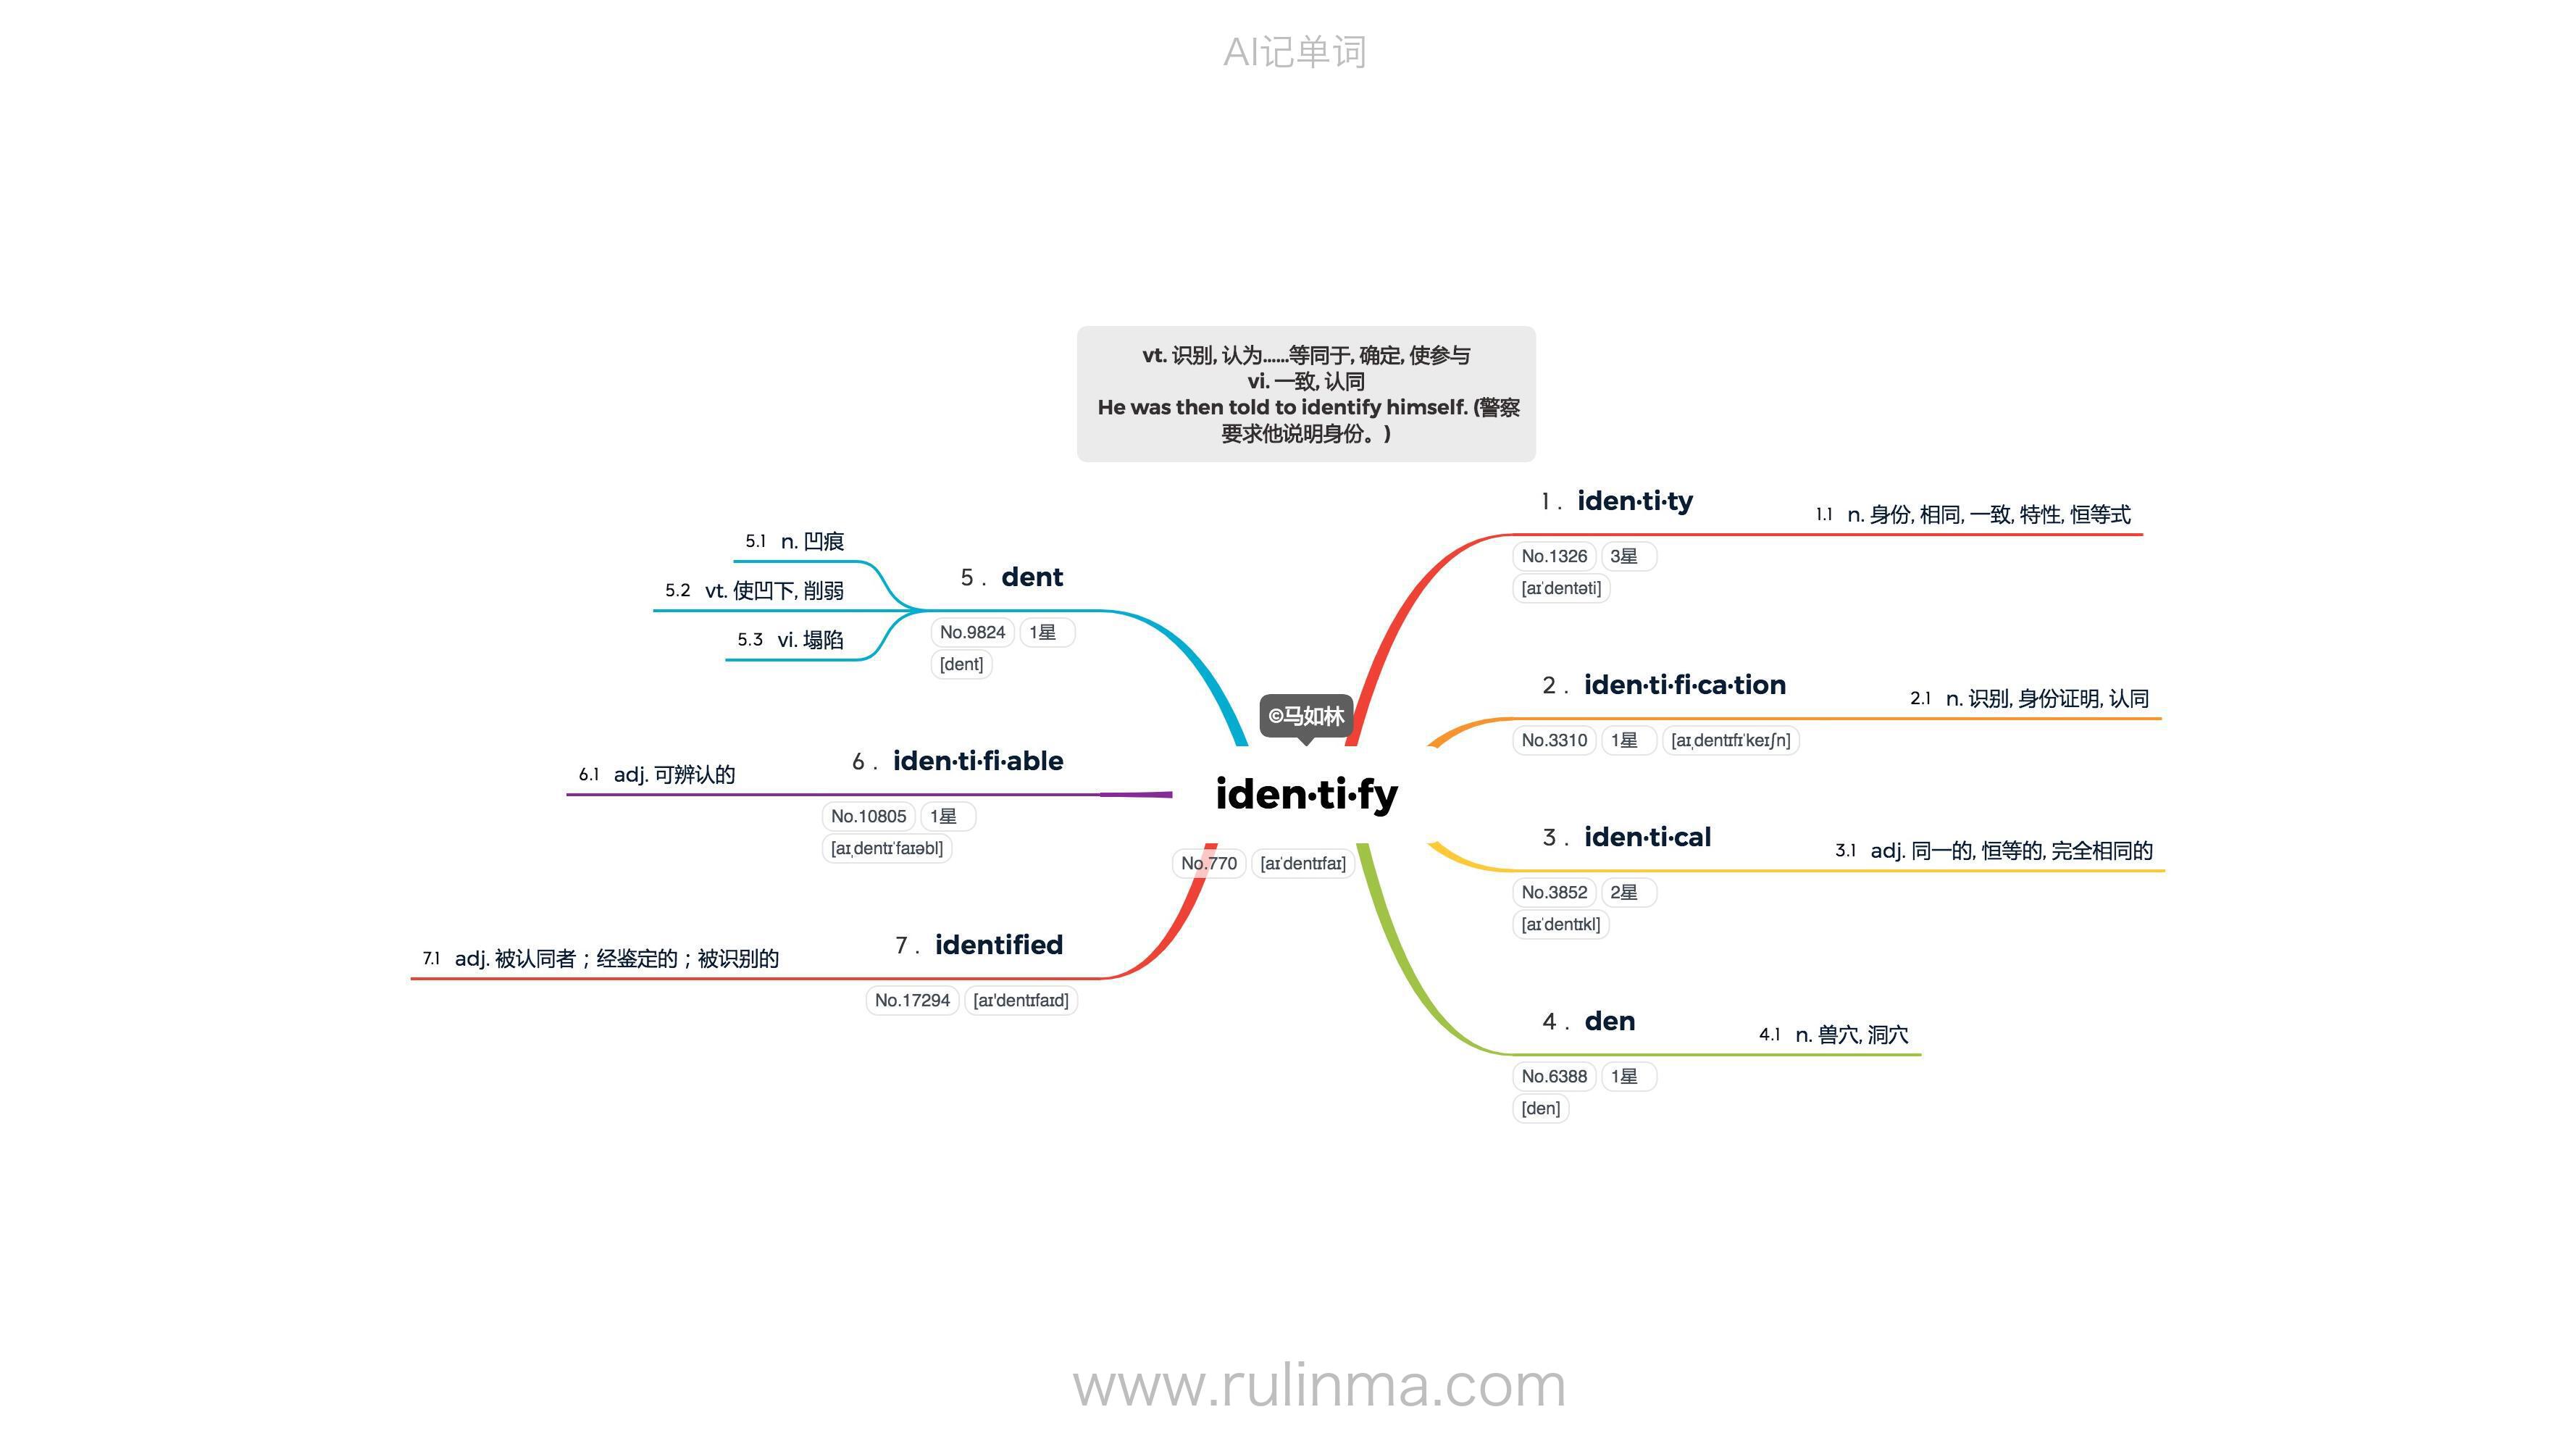 AI记单词
vt. 识别, 认为......等同于, 确定, 使参与
vi. 一致, 认同
He was then told to identify himself. (警察
要求他说明身份。)
©马如林
iden·ti·fy
No.770 [aɪˈdentɪfaɪ]
1. iden·ti·ty
1.1 n. 身份, 相同, 一致, 特性, 恒等式
No.1326 3星
[aɪˈdentəti]
2. iden·ti·fi·ca·tion
2.1 n. 识别, 身份证明, 认同
No.3310 1星 [aɪˌdentɪfɪˈkeɪʃn]
3. iden·ti·cal
3.1 adj. 同一的, 恒等的, 完全相同的
No.3852 2星
[aɪˈdentɪkl]
4. den
4.1 n. 兽穴, 洞穴
No.6388 1星
[den]
5. dent
5.1 n. 凹痕
5.2 vt. 使凹下, 削弱
5.3 vi. 塌陷
No.9824 1星
[dent]
6. iden·ti·fi·able
6.1 adj. 可辨认的
No.10805 1星
[aɪˌdentɪˈfaɪəbl]
7. identified
7.1 adj. 被认同者；经鉴定的；被识别的
No.17294 [aɪ'dentɪfaɪd]
www.rulinma.com